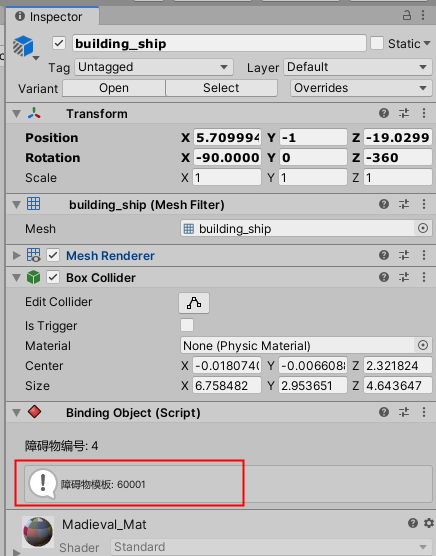 Inspector
building_ship
Static
Tag Untagged Layer Default
Variant Open Select Overrides
Transform
Position X 5.709994 Y -1 Z -19.0299
Rotation X -90.0000 Y 0 Z -360
Scale X 1 Y 1 Z 1
building_ship (Mesh Filter)
Mesh building_ship
Mesh Renderer
Box Collider
Edit Collider
Is Trigger
Material None (Physic Material)
Center X -0.0180740 Y -0.0066088 Z 2.321824
Size X 6.758482 Y 2.953651 Z 4.643647
Binding Object (Script)
障碍物编号: 4
障碍物模板: 60001
Madieval_Mat
Shader Standard